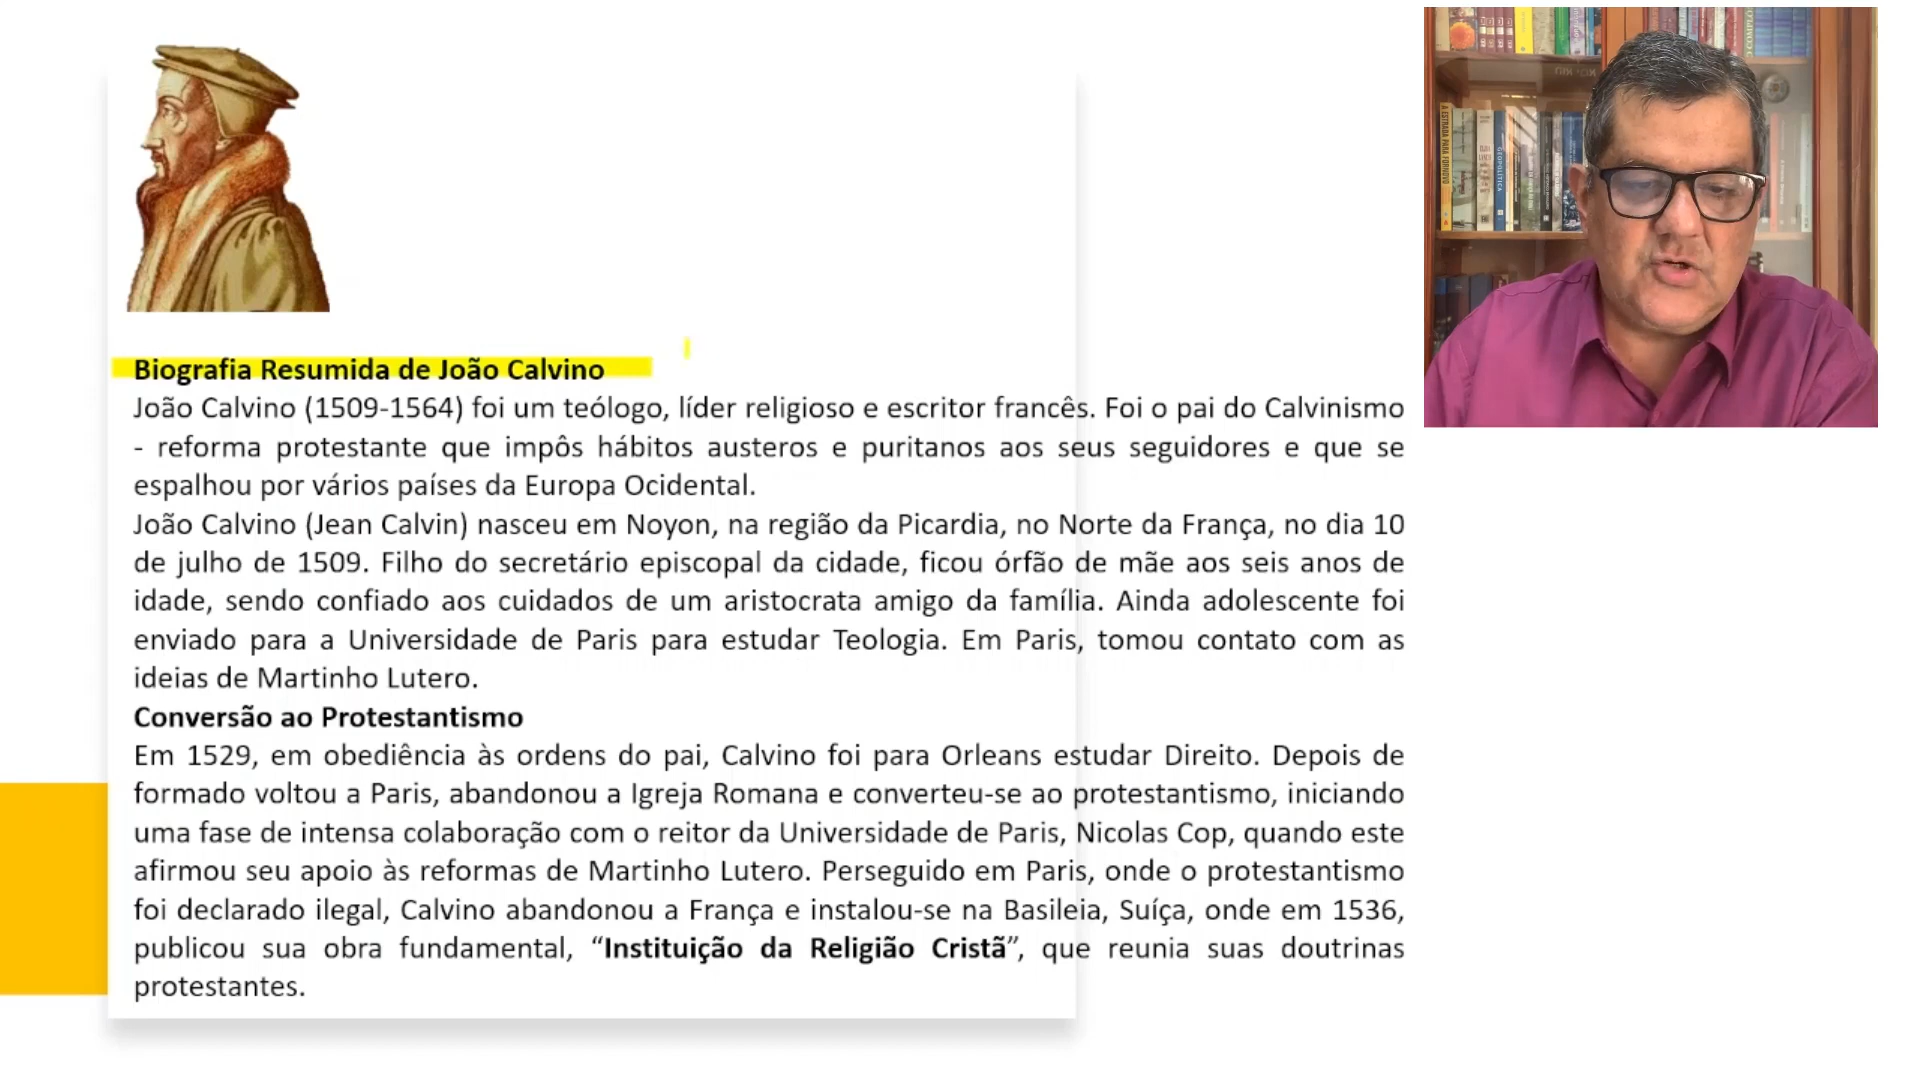 Biografia Resumida de João Calvino
João Calvino (1509-1564) foi um teólogo, líder religioso e escritor francês. Foi o pai do Calvinismo
- reforma protestante que impôs hábitos austeros e puritanos aos seus seguidores e que se
espalhou por vários países da Europa Ocidental.
João Calvino (Jean Calvin) nasceu em Noyon, na região da Picardia, no Norte da França, no dia 10
de julho de 1509. Filho do secretário episcopal da cidade, ficou órfão de mãe aos seis anos de
idade, sendo confiado aos cuidados de um aristocrata amigo da família. Ainda adolescente foi
enviado para a Universidade de Paris para estudar Teologia. Em Paris, tomou contato com as
ideias de Martinho Lutero.
Conversão ao Protestantismo
Em 1529, em obediência às ordens do pai, Calvino foi para Orleans estudar Direito. Depois de
formado voltou a Paris, abandonou a Igreja Romana e converteu-se ao protestantismo, iniciando
uma fase de intensa colaboração com o reitor da Universidade de Paris, Nicolas Cop, quando este
afirmou seu apoio às reformas de Martinho Lutero. Perseguido em Paris, onde o protestantismo
foi declarado ilegal, Calvino abandonou a França e instalou-se na Basileia, Suíça, onde em 1536,
publicou sua obra fundamental, “Instituição da Religião Cristã”, que reunia suas doutrinas
protestantes.
A ESTRADA PARA FORNOVO
GEOPOLÍTICA